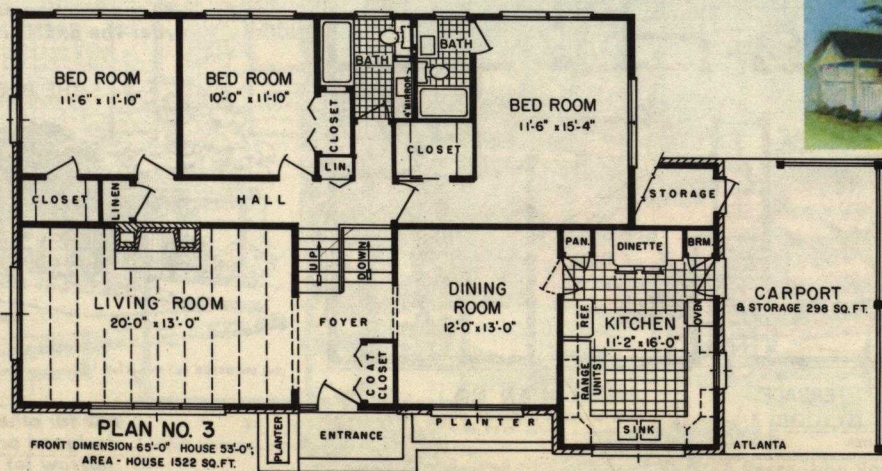 BED ROOM
11'-6" x 11'-10"
BED ROOM
10'-0" x 11'-10"
BATH
BATH
4' MIRROR
BED ROOM
11'-6" x 15'-4"
CLOSET
CLOSET
LIN.
CLOSET
LINEN
HALL
STORAGE
UP
DOWN
PAN.
DINETTE
BRM.
LIVING ROOM
20'-0" x 13'-0"
FOYER
DINING
ROOM
12'-0" x 13'-0"
REF.
OVEN
KITCHEN
11'-2" x 16'-0"
RANGE
UNITS
CARPORT
& STORAGE 298 SQ. FT.
COAT
CLOSET
SINK
PLANTER
ENTRANCE
PLANTER
ATLANTA
PLAN NO. 3
FRONT DIMENSION 65'-0" HOUSE 53'-0";
AREA - HOUSE 1522 SQ. FT.